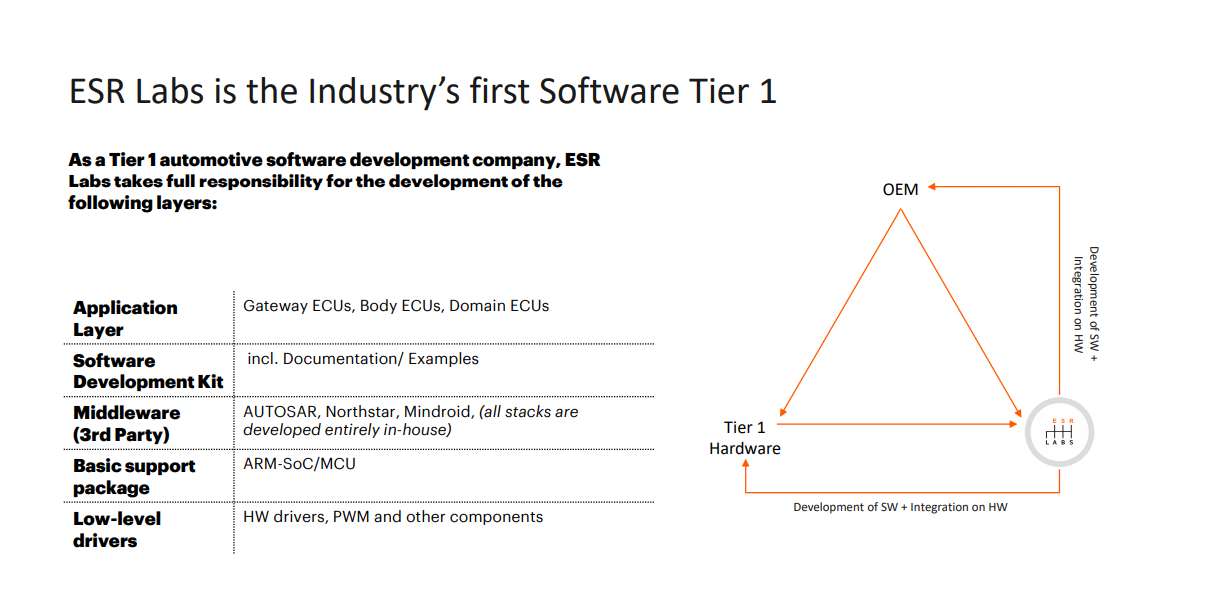 ESR Labs is the Industry’s first Software Tier 1
As a Tier 1 automotive software development company, ESR
Labs takes full responsibility for the development of the
following layers:
Application
Layer
Gateway ECUs, Body ECUs, Domain ECUs
Software
Development Kit
incl. Documentation/ Examples
Middleware
(3rd Party)
AUTOSAR, Northstar, Mindroid, (all stacks are
developed entirely in-house)
Basic support
package
ARM-SoC/MCU
Low-level
drivers
HW drivers, PWM and other components
OEM
Development of SW +
Integration on HW
Tier 1
Hardware
E S R
L A B S
Development of SW + Integration on HW